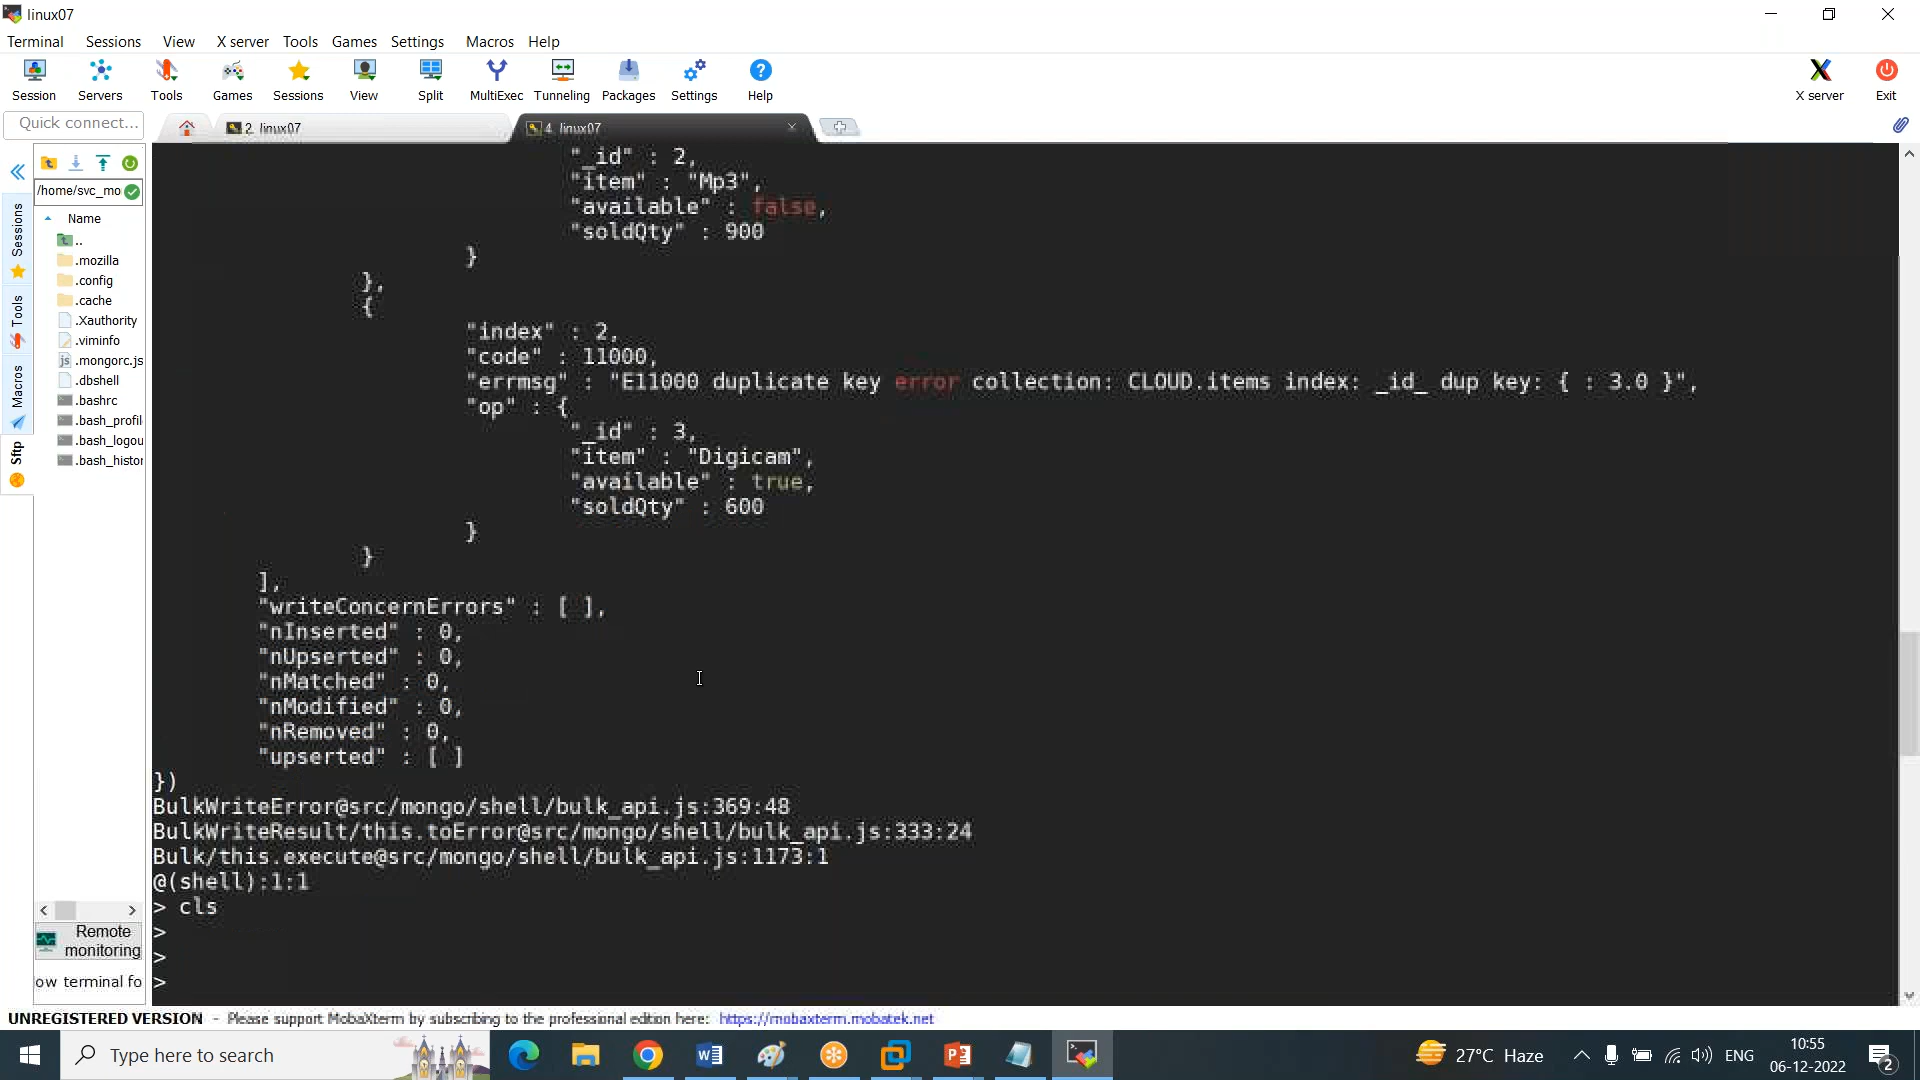 linux07
Terminal Sessions View X server Tools Games Settings Macros Help
Session Servers Tools Games Sessions View Split MultiExec Tunneling Packages Settings Help X server Exit
Quick connect...
2. linux07
4. linux07
/home/svc_mo
Name
..
.mozilla
.config
.cache
.Xauthority
.viminfo
.mongorc.js
.dbshell
.bashrc
.bash_profil
.bash_logou
.bash_histor
Sessions
Tools
Macros
Sftp
Remote
monitoring
ow terminal fo
"_id" : 2,
"item" : "Mp3",
"available" : false,
"soldQty" : 900
}
},
{
"index" : 2,
"code" : 11000,
"errmsg" : "E11000 duplicate key error collection: CLOUD.items index: _id_ dup key: { : 3.0 }",
"op" : {
"_id" : 3,
"item" : "Digicam",
"available" : true,
"soldQty" : 600
}
}
],
"writeConcernErrors" : [ ],
"nInserted" : 0,
"nUpserted" : 0,
"nMatched" : 0,
"nModified" : 0,
"nRemoved" : 0,
"upserted" : [ ]
})
BulkWriteError@src/mongo/shell/bulk_api.js:369:48
BulkWriteResult/this.toError@src/mongo/shell/bulk_api.js:333:24
Bulk/this.execute@src/mongo/shell/bulk_api.js:1173:1
@(shell):1:1
> cls
>
>
>
UNREGISTERED VERSION - Please support MobaXterm by subscribing to the professional edition here: https://mobaxterm.mobatek.net
Type here to search
27°C Haze
ENG
10:55
06-12-2022
2